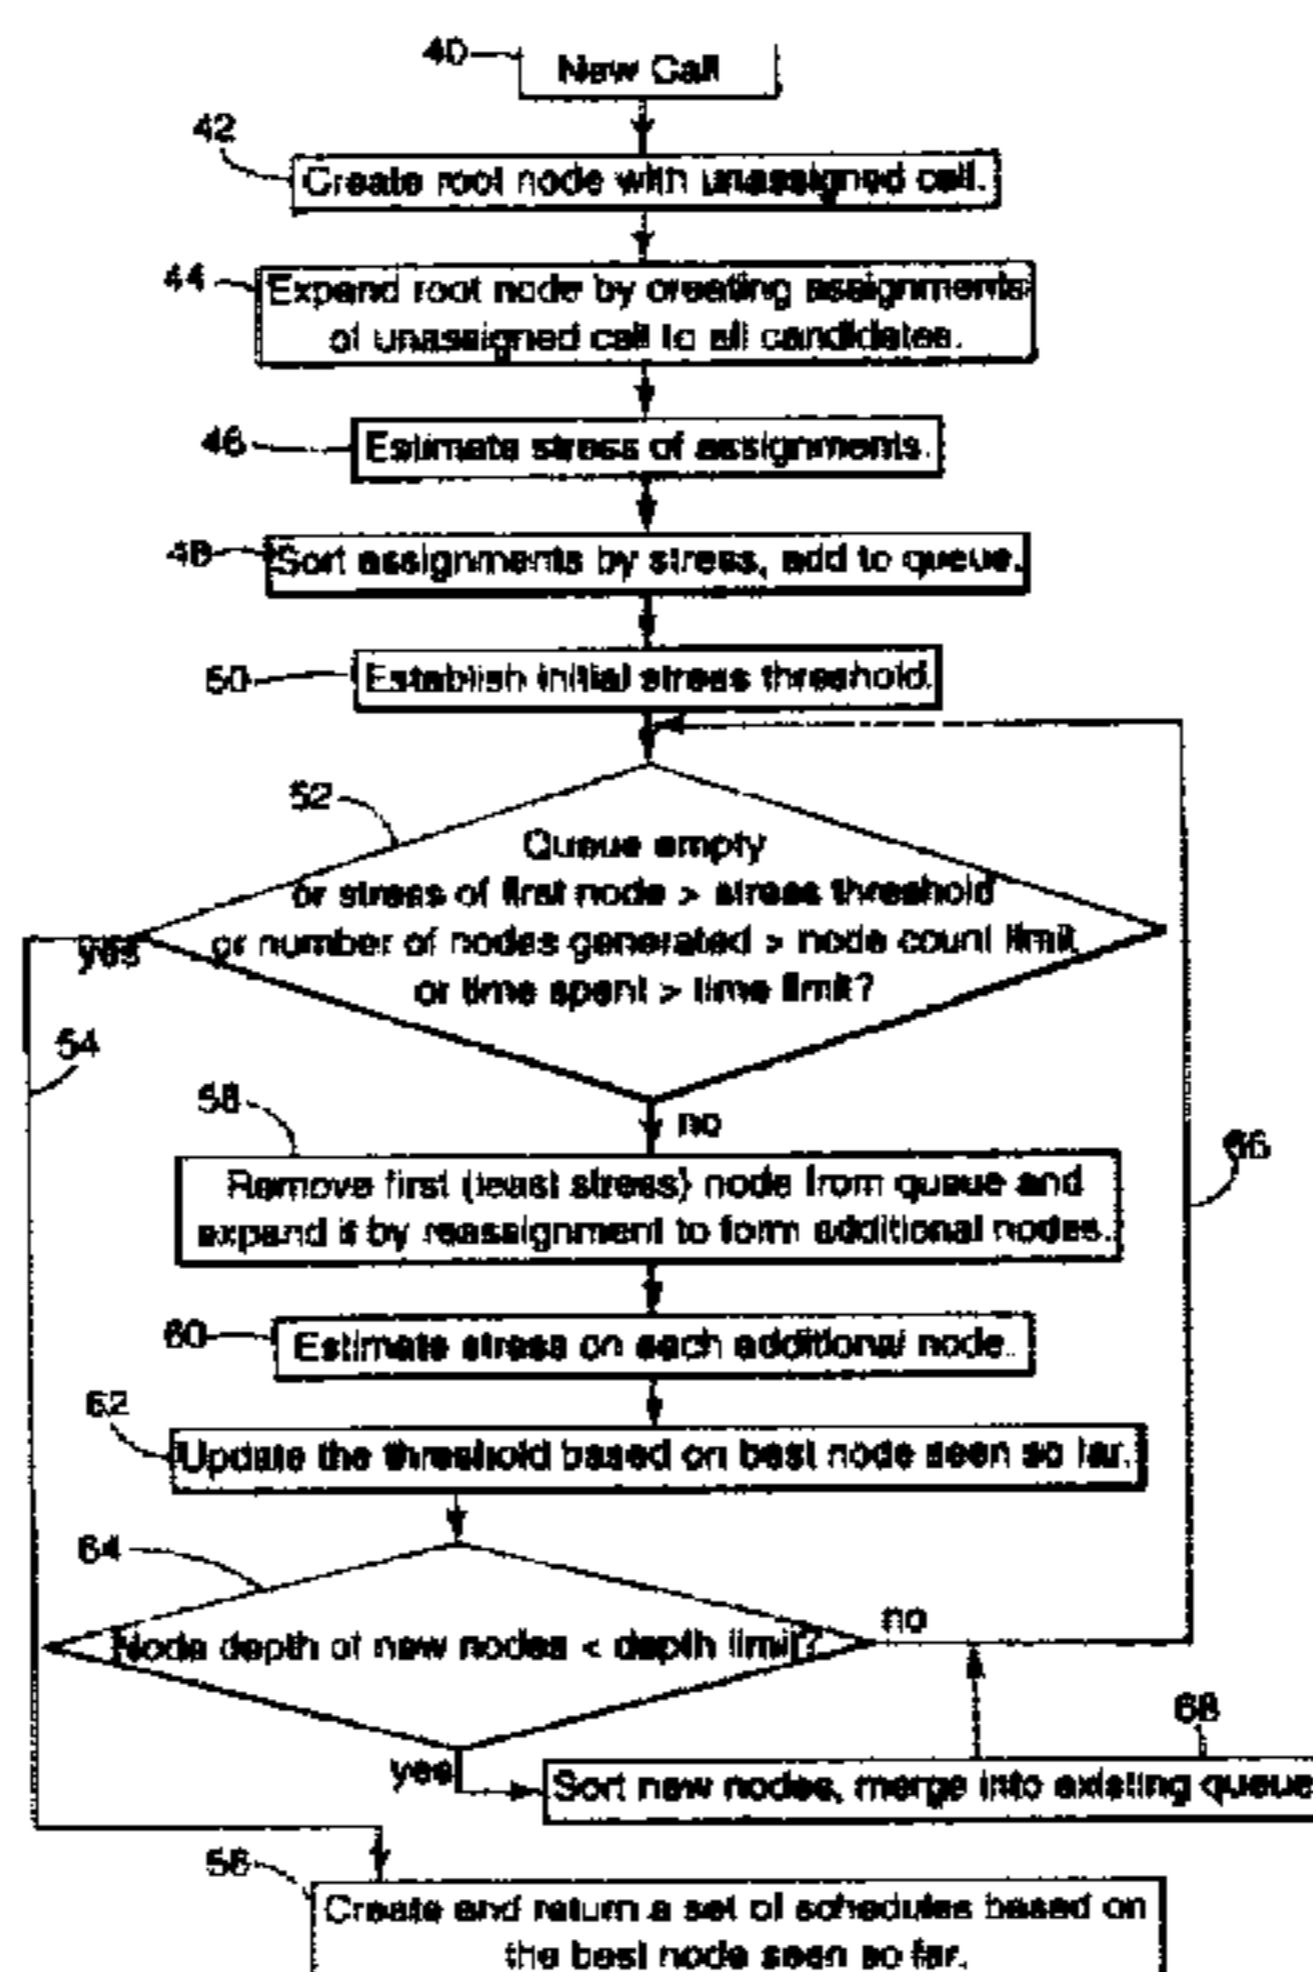 40
New Call
42
Create root node with unassigned call.
44
Expand root node by creating assignments
of unassigned call to all candidates.
46
Estimate stress of assignments.
48
Sort assignments by stress, add to queue.
50
Establish initial stress threshold.
52
Queue empty
or stress of first node > stress threshold
or number of nodes generated > node count limit
or time spent > time limit?
yes
54
no
58
Remove first (least stress) node from queue and
expand it by reassignment to form additional nodes.
66
60
Estimate stress on each additional node.
62
Update the threshold based on best node seen so far.
64
Node depth of new nodes < depth limit?
no
yes
68
Sort new nodes, merge into existing queue
56
Create and return a set of schedules based on
the best node seen so far.